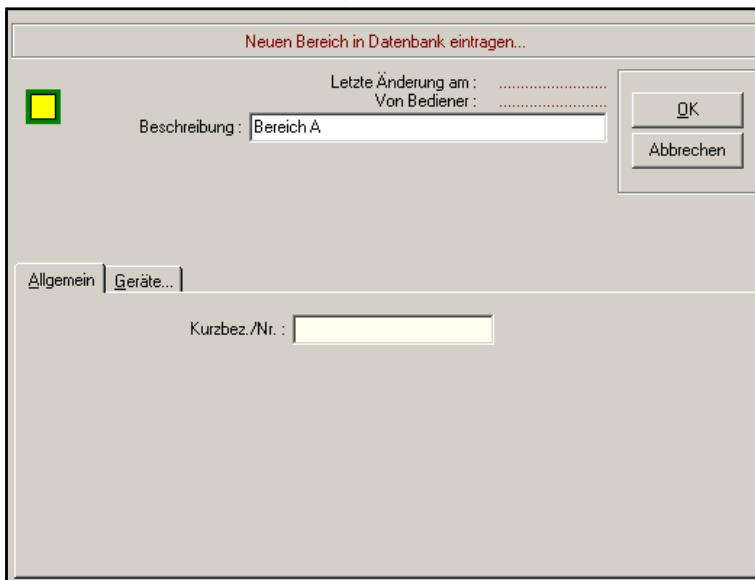 Neuen Bereich in Datenbank eintragen...
Letzte Änderung am : ........................
Von Bediener : ........................
Beschreibung : Bereich A
OK
Abbrechen
Allgemein Geräte...
Kurzbez./Nr. :